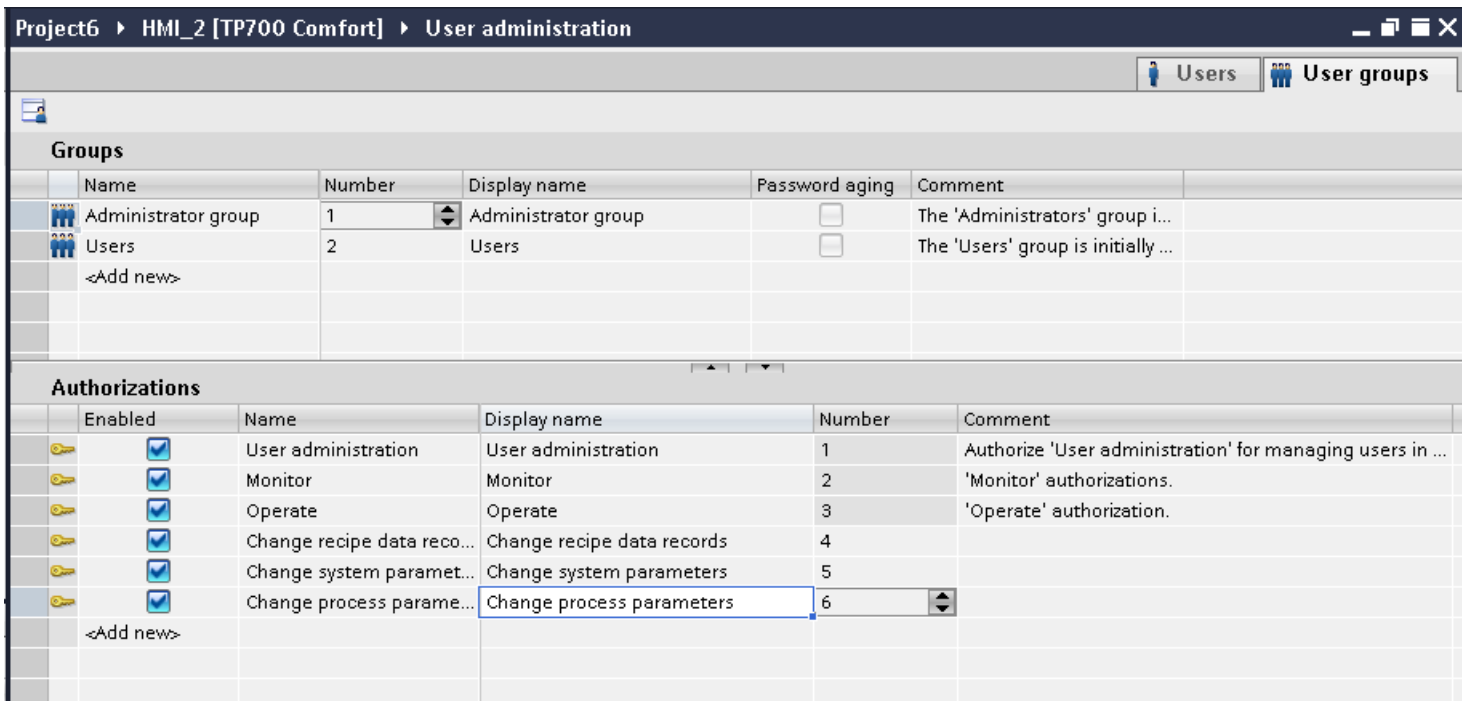 Project6 ▸ HMI_2 [TP700 Comfort] ▸ User administration
Users User groups
Groups
Name Number Display name Password aging Comment
Administrator group 1 Administrator group The 'Administrators' group i...
Users 2 Users The 'Users' group is initially ...
<Add new>
Authorizations
Enabled Name Display name Number Comment
User administration User administration 1 Authorize 'User administration' for managing users in ...
Monitor Monitor 2 'Monitor' authorizations.
Operate Operate 3 'Operate' authorization.
Change recipe data reco... Change recipe data records 4
Change system paramet... Change system parameters 5
Change process parame... Change process parameters 6
<Add new>